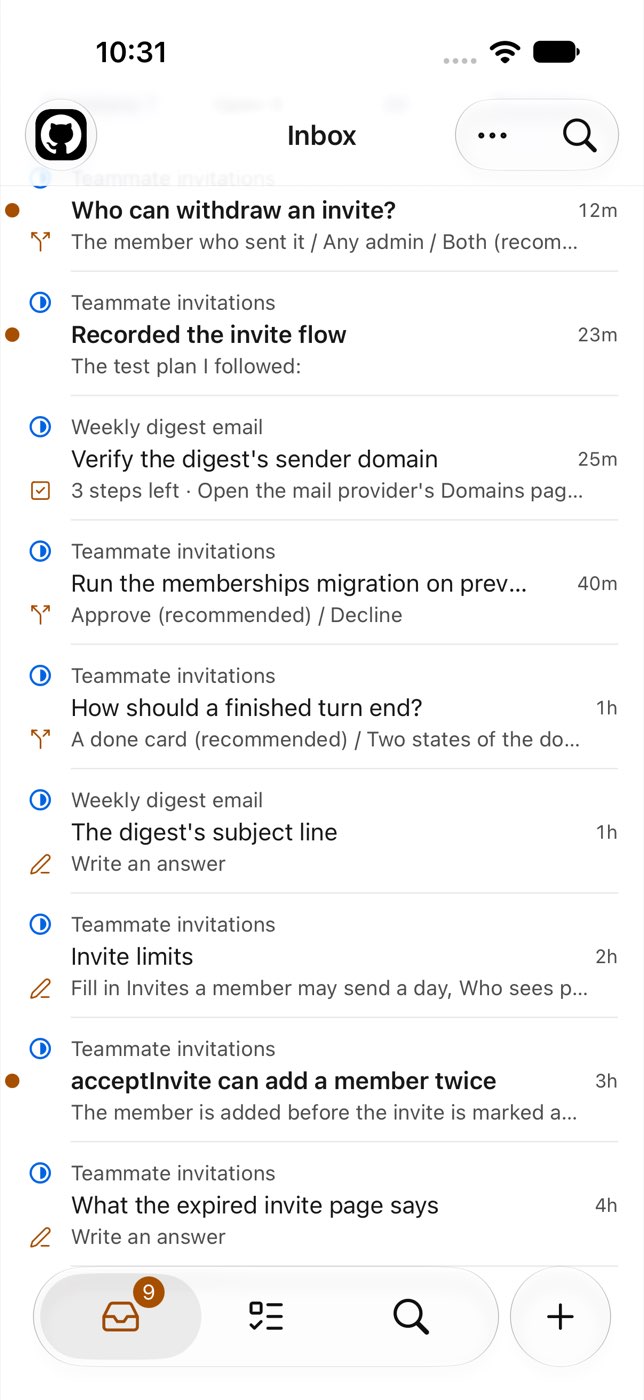 10:31
Inbox
Teammate invitations
Who can withdraw an invite?
12m
The member who sent it / Any admin / Both (recom...
Teammate invitations
Recorded the invite flow
23m
The test plan I followed:
Weekly digest email
Verify the digest's sender domain
25m
3 steps left · Open the mail provider's Domains pag...
Teammate invitations
Run the memberships migration on prev...
40m
Approve (recommended) / Decline
Teammate invitations
How should a finished turn end?
1h
A done card (recommended) / Two states of the do...
Weekly digest email
The digest's subject line
1h
Write an answer
Teammate invitations
Invite limits
2h
Fill in Invites a member may send a day, Who sees p...
Teammate invitations
acceptInvite can add a member twice
3h
The member is added before the invite is marked a...
Teammate invitations
What the expired invite page says
4h
Write an answer
9